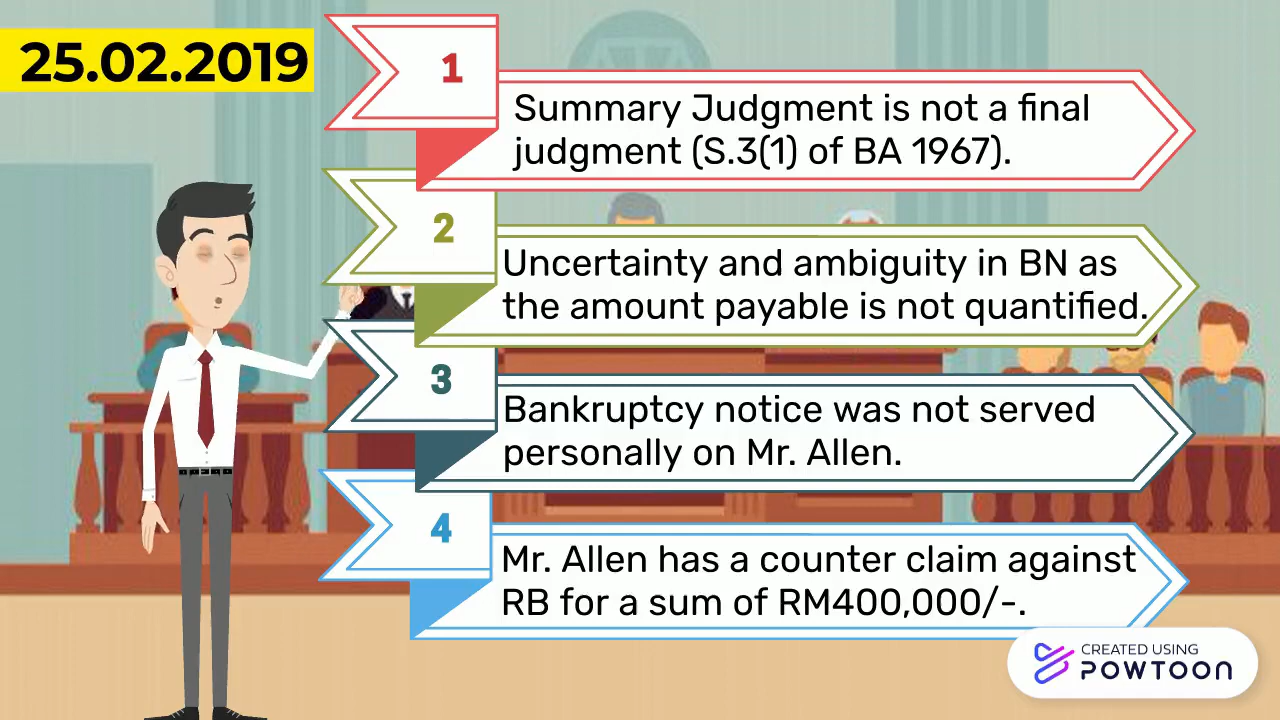 25.02.2019
1
Summary Judgment is not a final
judgment (S.3(1) of BA 1967).
2
Uncertainty and ambiguity in BN as
the amount payable is not quantified.
3
Bankruptcy notice was not served
personally on Mr. Allen.
4
Mr. Allen has a counter claim against
RB for a sum of RM400,000/-.
CREATED USING
POWTOON